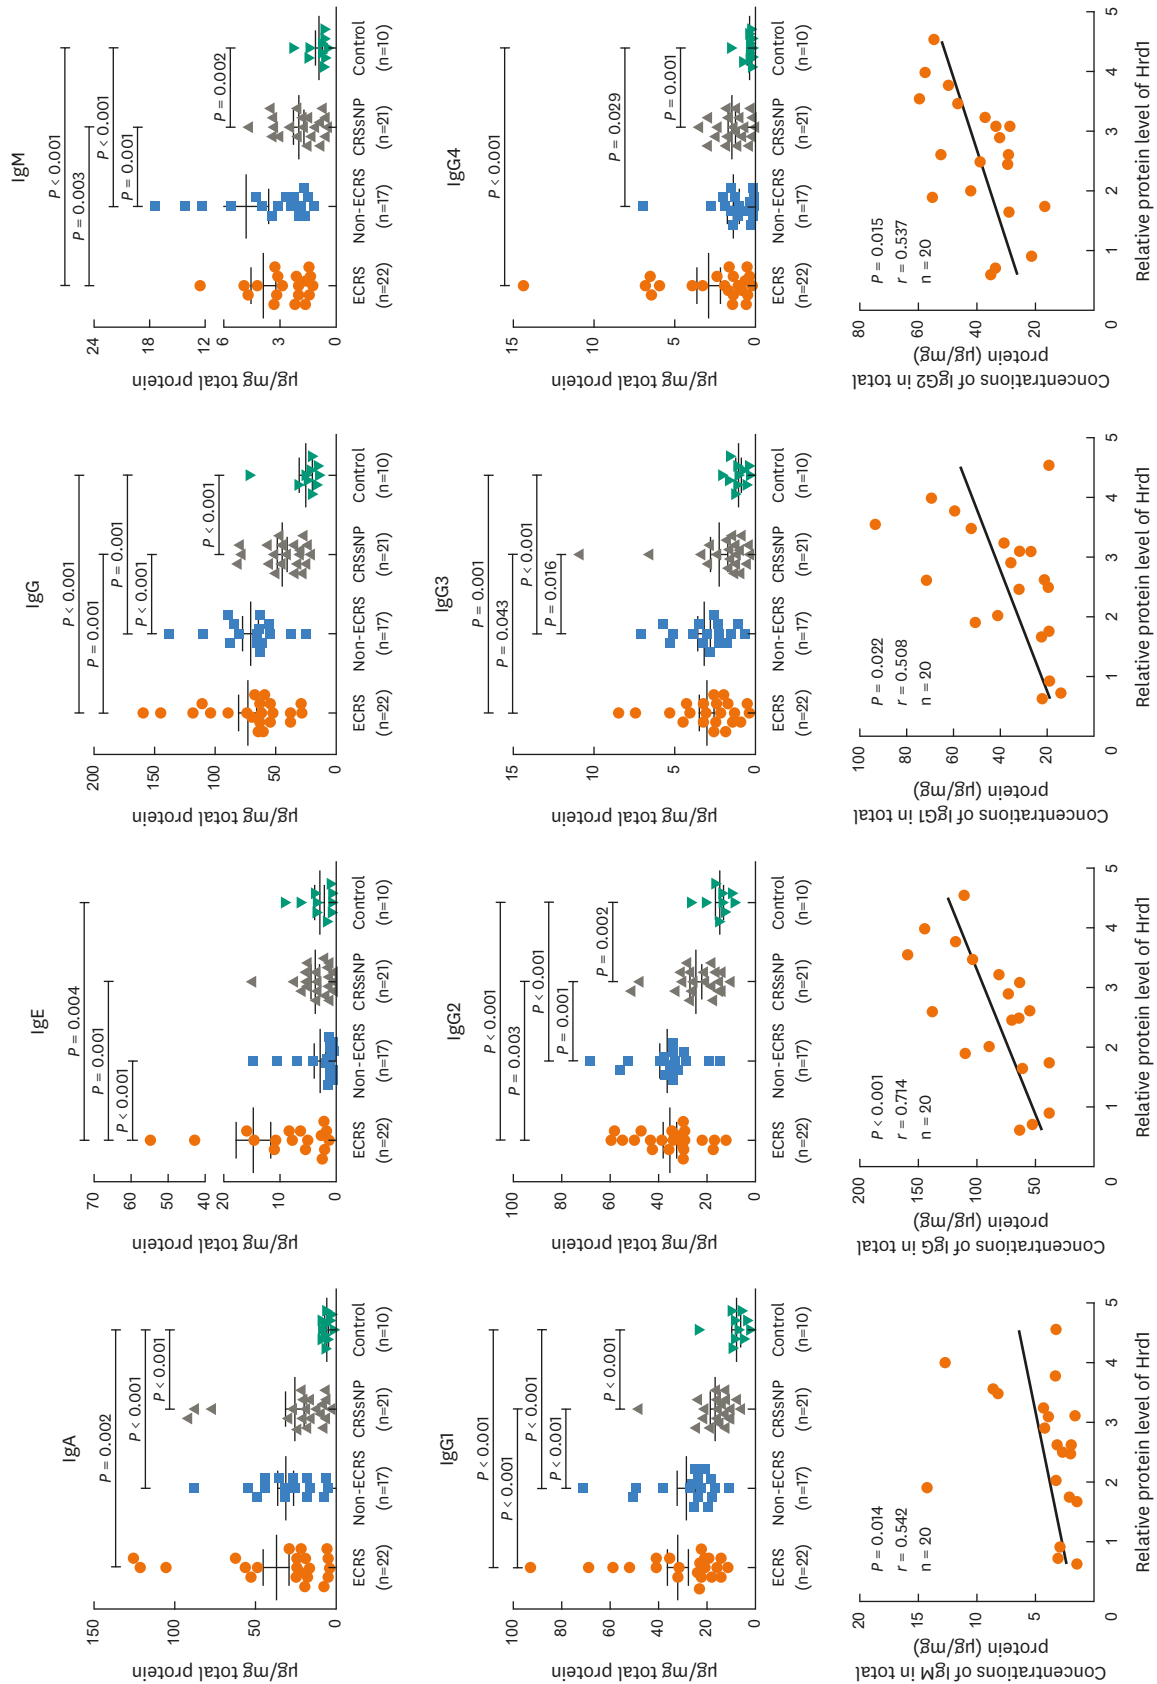 IgA
µg/mg total protein
150
100
50
0
P = 0.002
P < 0.001
P < 0.001
ECRS
(n=22)
Non-ECRS
(n=17)
CRSsNP
(n=21)
Control
(n=10)
IgE
µg/mg total protein
70
60
50
40
20
10
0
P = 0.004
P = 0.001
P < 0.001
ECRS
(n=22)
Non-ECRS
(n=17)
CRSsNP
(n=21)
Control
(n=10)
IgG
µg/mg total protein
200
150
100
50
0
P < 0.001
P = 0.001
P = 0.001
P < 0.001
P < 0.001
ECRS
(n=22)
Non-ECRS
(n=17)
CRSsNP
(n=21)
Control
(n=10)
IgM
µg/mg total protein
24
18
12
6
3
0
P < 0.001
P = 0.003
P < 0.001
P = 0.001
P = 0.002
ECRS
(n=22)
Non-ECRS
(n=17)
CRSsNP
(n=21)
Control
(n=10)
IgG1
µg/mg total protein
100
80
60
40
20
0
P < 0.001
P < 0.001
P < 0.001
P < 0.001
P < 0.001
ECRS
(n=22)
Non-ECRS
(n=17)
CRSsNP
(n=21)
Control
(n=10)
IgG2
µg/mg total protein
100
80
60
40
20
0
P < 0.001
P = 0.003
P < 0.001
P = 0.001
P = 0.002
ECRS
(n=22)
Non-ECRS
(n=17)
CRSsNP
(n=21)
Control
(n=10)
IgG3
µg/mg total protein
15
10
5
0
P = 0.001
P = 0.043
P < 0.001
P = 0.016
ECRS
(n=22)
Non-ECRS
(n=17)
CRSsNP
(n=21)
Control
(n=10)
IgG4
µg/mg total protein
15
10
5
0
P < 0.001
P = 0.029
P = 0.001
ECRS
(n=22)
Non-ECRS
(n=17)
CRSsNP
(n=21)
Control
(n=10)
Concentrations of IgM in total
protein (µg/mg)
20
15
10
5
0
P = 0.014
r = 0.542
n = 20
1
2
3
4
5
Relative protein level of Hrd1
Concentrations of IgG in total
protein (µg/mg)
200
150
100
50
0
P < 0.001
r = 0.714
n = 20
1
2
3
4
5
Relative protein level of Hrd1
Concentrations of IgG1 in total
protein (µg/mg)
100
80
60
40
20
0
P = 0.022
r = 0.508
n = 20
1
2
3
4
5
Relative protein level of Hrd1
Concentrations of IgG2 in total
protein (µg/mg)
80
60
40
20
0
P = 0.015
r = 0.537
n = 20
1
2
3
4
5
Relative protein level of Hrd1